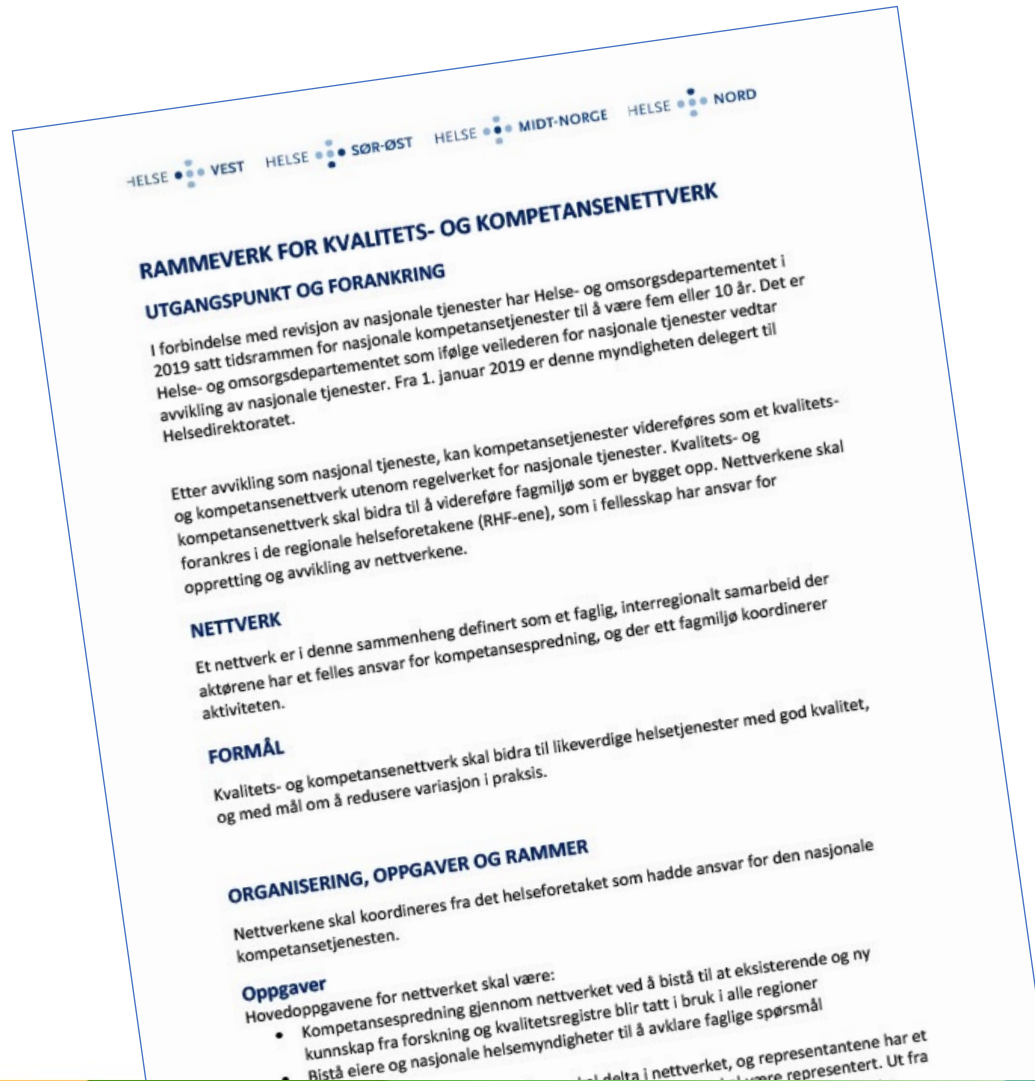 HELSE VEST HELSE SØR-ØST HELSE MIDT-NORGE HELSE NORD
RAMMEVERK FOR KVALITETS- OG KOMPETANSENETTVERK
UTGANGSPUNKT OG FORANKRING
I forbindelse med revisjon av nasjonale tjenester har Helse- og omsorgsdepartementet i
2019 satt tidsrammen for nasjonale kompetansetjenester til å være fem eller 10 år. Det er
Helse- og omsorgsdepartementet som ifølge veilederen for nasjonale tjenester vedtar
avvikling av nasjonale tjenester. Fra 1. januar 2019 er denne myndigheten delegert til
Helsedirektoratet.
Etter avvikling som nasjonal tjeneste, kan kompetansetjenester videreføres som et kvalitets-
og kompetansenettverk utenom regelverket for nasjonale tjenester. Kvalitets- og
kompetansenettverk skal bidra til å videreføre fagmiljø som er bygget opp. Nettverkene skal
forankres i de regionale helseforetakene (RHF-ene), som i fellesskap har ansvar for
oppretting og avvikling av nettverkene.
NETTVERK
Et nettverk er i denne sammenheng definert som et faglig, interregionalt samarbeid der
aktørene har et felles ansvar for kompetansespredning, og der ett fagmiljø koordinerer
aktiviteten.
FORMÅL
Kvalitets- og kompetansenettverk skal bidra til likeverdige helsetjenester med god kvalitet,
og med mål om å redusere variasjon i praksis.
ORGANISERING, OPPGAVER OG RAMMER
Nettverkene skal koordineres fra det helseforetaket som hadde ansvar for den nasjonale
kompetansetjenesten.
Oppgaver
Hovedoppgavene for nettverket skal være:
• Kompetansespredning gjennom nettverket ved å bistå til at eksisterende og ny
kunnskap fra forskning og kvalitetsregistre blir tatt i bruk i alle regioner
• Bistå eiere og nasjonale helsemyndigheter til å avklare faglige spørsmål
delta i nettverket, og representantene har et
være representert. Ut fra